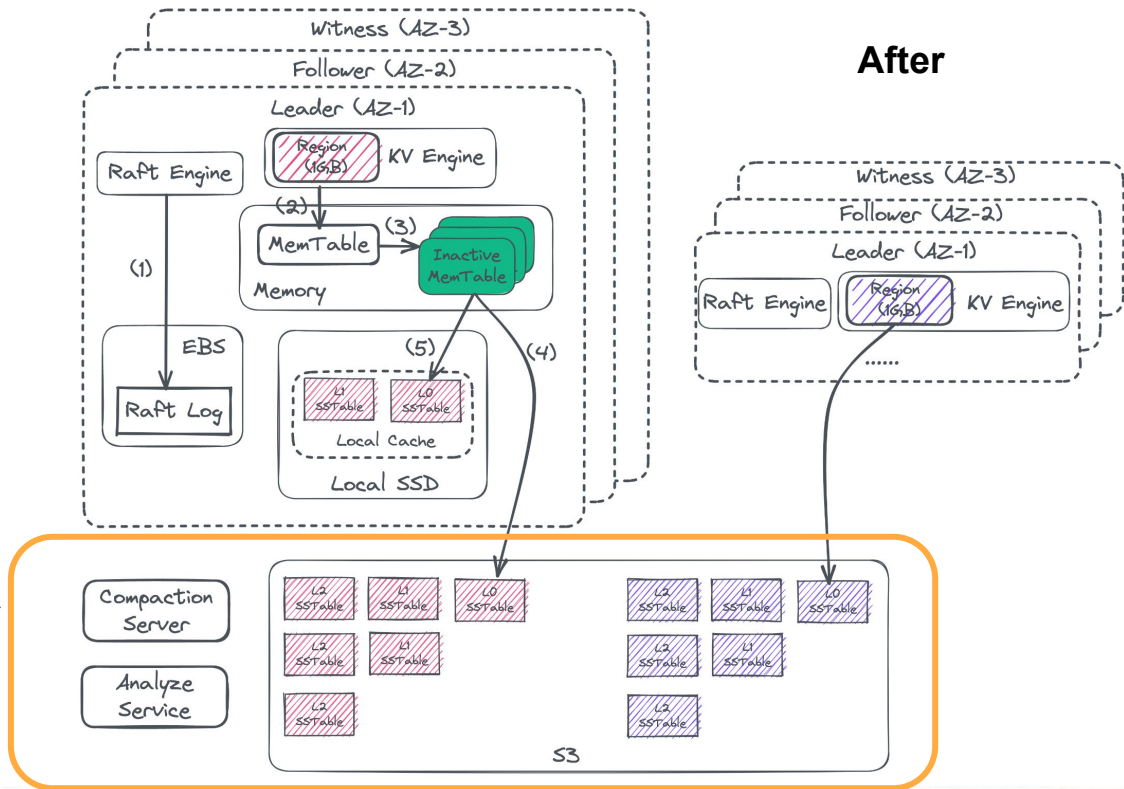 After
Witness (AZ-3)
Follower (AZ-2)
Leader (AZ-1)
Raft Engine
Region
(1G,B)
KV Engine
(1)
(2)
MemTable
(3)
Inactive
MemTable
Memory
EBS
Raft Log
(5)
(4)
L1
SSTable
L0
SSTable
Local Cache
Local SSD
Witness (AZ-3)
Follower (AZ-2)
Leader (AZ-1)
Raft Engine
Region
(1G,B)
KV Engine
......
Compaction
Server
Analyze
Service
L2
SSTable
L1
SSTable
L0
SSTable
L2
SSTable
L1
SSTable
L2
SSTable
L2
SSTable
L1
SSTable
L0
SSTable
L2
SSTable
L1
SSTable
L2
SSTable
S3